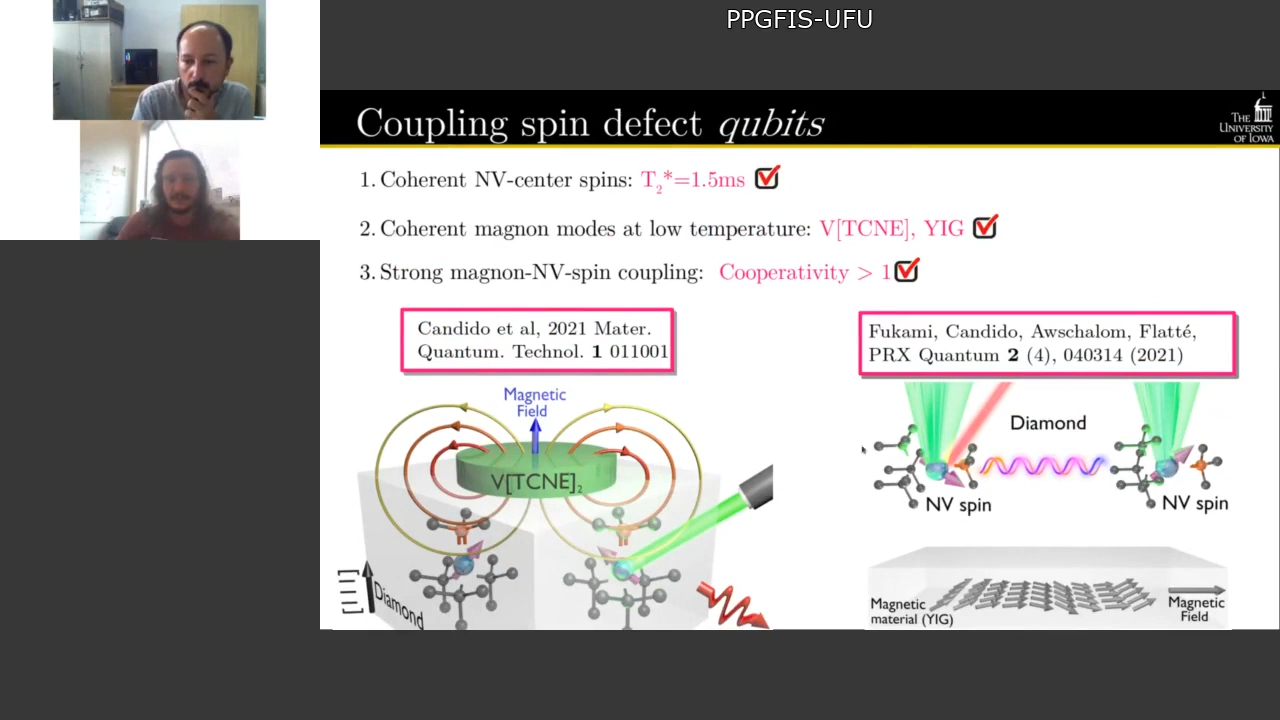 PPGFIS-UFU
Coupling spin defect qubits
THE
UNIVERSITY
OF IOWA
1. Coherent NV-center spins: T₂*=1.5ms
2. Coherent magnon modes at low temperature: V[TCNE], YIG
3. Strong magnon-NV-spin coupling: Cooperativity > 1
Candido et al, 2021 Mater.
Quantum. Technol. 1 011001
Fukami, Candido, Awschalom, Flatté,
PRX Quantum 2 (4), 040314 (2021)
Magnetic
Field
V[TCNE]₂
[111]
Diamond
Diamond
NV spin
NV spin
Magnetic
material (YIG)
Magnetic
Field